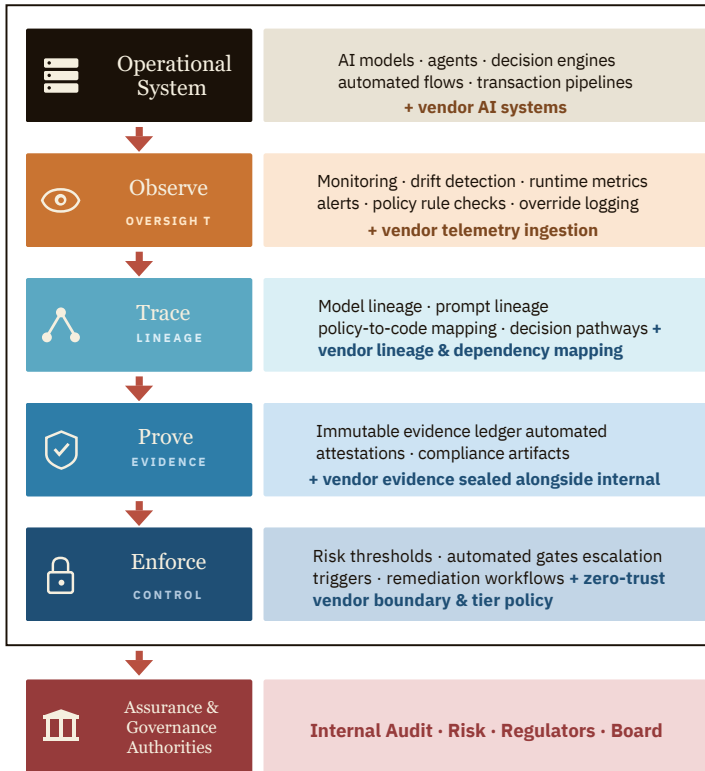 Operational
System
AI models · agents · decision engines
automated flows · transaction pipelines
+ vendor AI systems
Observe
OVERSIGH T
Monitoring · drift detection · runtime metrics
alerts · policy rule checks · override logging
+ vendor telemetry ingestion
Trace
LINEAGE
Model lineage · prompt lineage
policy-to-code mapping · decision pathways +
vendor lineage & dependency mapping
Prove
EVIDENCE
Immutable evidence ledger automated
attestations · compliance artifacts
+ vendor evidence sealed alongside internal
Enforce
CONTROL
Risk thresholds · automated gates escalation
triggers · remediation workflows + zero-trust
vendor boundary & tier policy
Assurance &
Governance
Authorities
Internal Audit · Risk · Regulators · Board